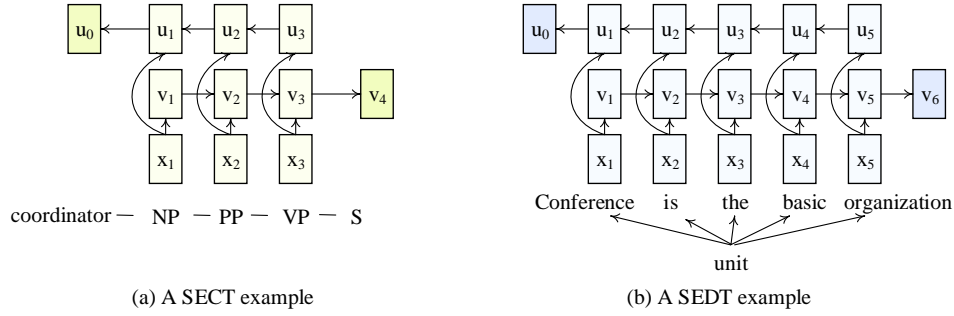 u₀ u₁ u₂ u₃
v₁ v₂ v₃ v₄
x₁ x₂ x₃
coordinator — NP — PP — VP — S
(a) A SECT example
u₀ u₁ u₂ u₃ u₄ u₅
v₁ v₂ v₃ v₄ v₅ v₆
x₁ x₂ x₃ x₄ x₅
Conference is the basic organization
unit
(b) A SEDT example